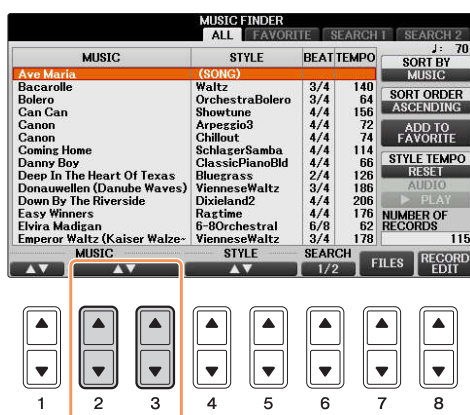 MUSIC FINDER
ALL FAVORITE SEARCH 1 SEARCH 2
♩: 70
MUSIC STYLE BEAT TEMPO
Ave Maria (SONG)
Bacarolle Waltz 3/4 140
Bolero OrchestraBolero 3/4 64
Can Can Showtune 4/4 156
Canon Arpeggio3 4/4 72
Canon Chillout 4/4 74
Coming Home SchlagerSamba 4/4 114
Danny Boy ClassicPianoBld 4/4 66
Deep In The Heart Of Texas Bluegrass 2/4 126
Donauwellen (Danube Waves) VienneseWaltz 3/4 186
Down By The Riverside Dixieland2 4/4 206
Easy Winners Ragtime 4/4 176
Elvira Madigan 6-8Orchestral 6/8 62
Emperor Waltz (Kaiser Walze~ VienneseWaltz 3/4 178
SORT BY
MUSIC
SORT ORDER
ASCENDING
ADD TO
FAVORITE
STYLE TEMPO
RESET
AUDIO
▶ PLAY
NUMBER OF
RECORDS
115
MUSIC STYLE SEARCH
▲▼ ▲▼ ▲▼ 1/2 FILES RECORD
EDIT
1 2 3 4 5 6 7 8